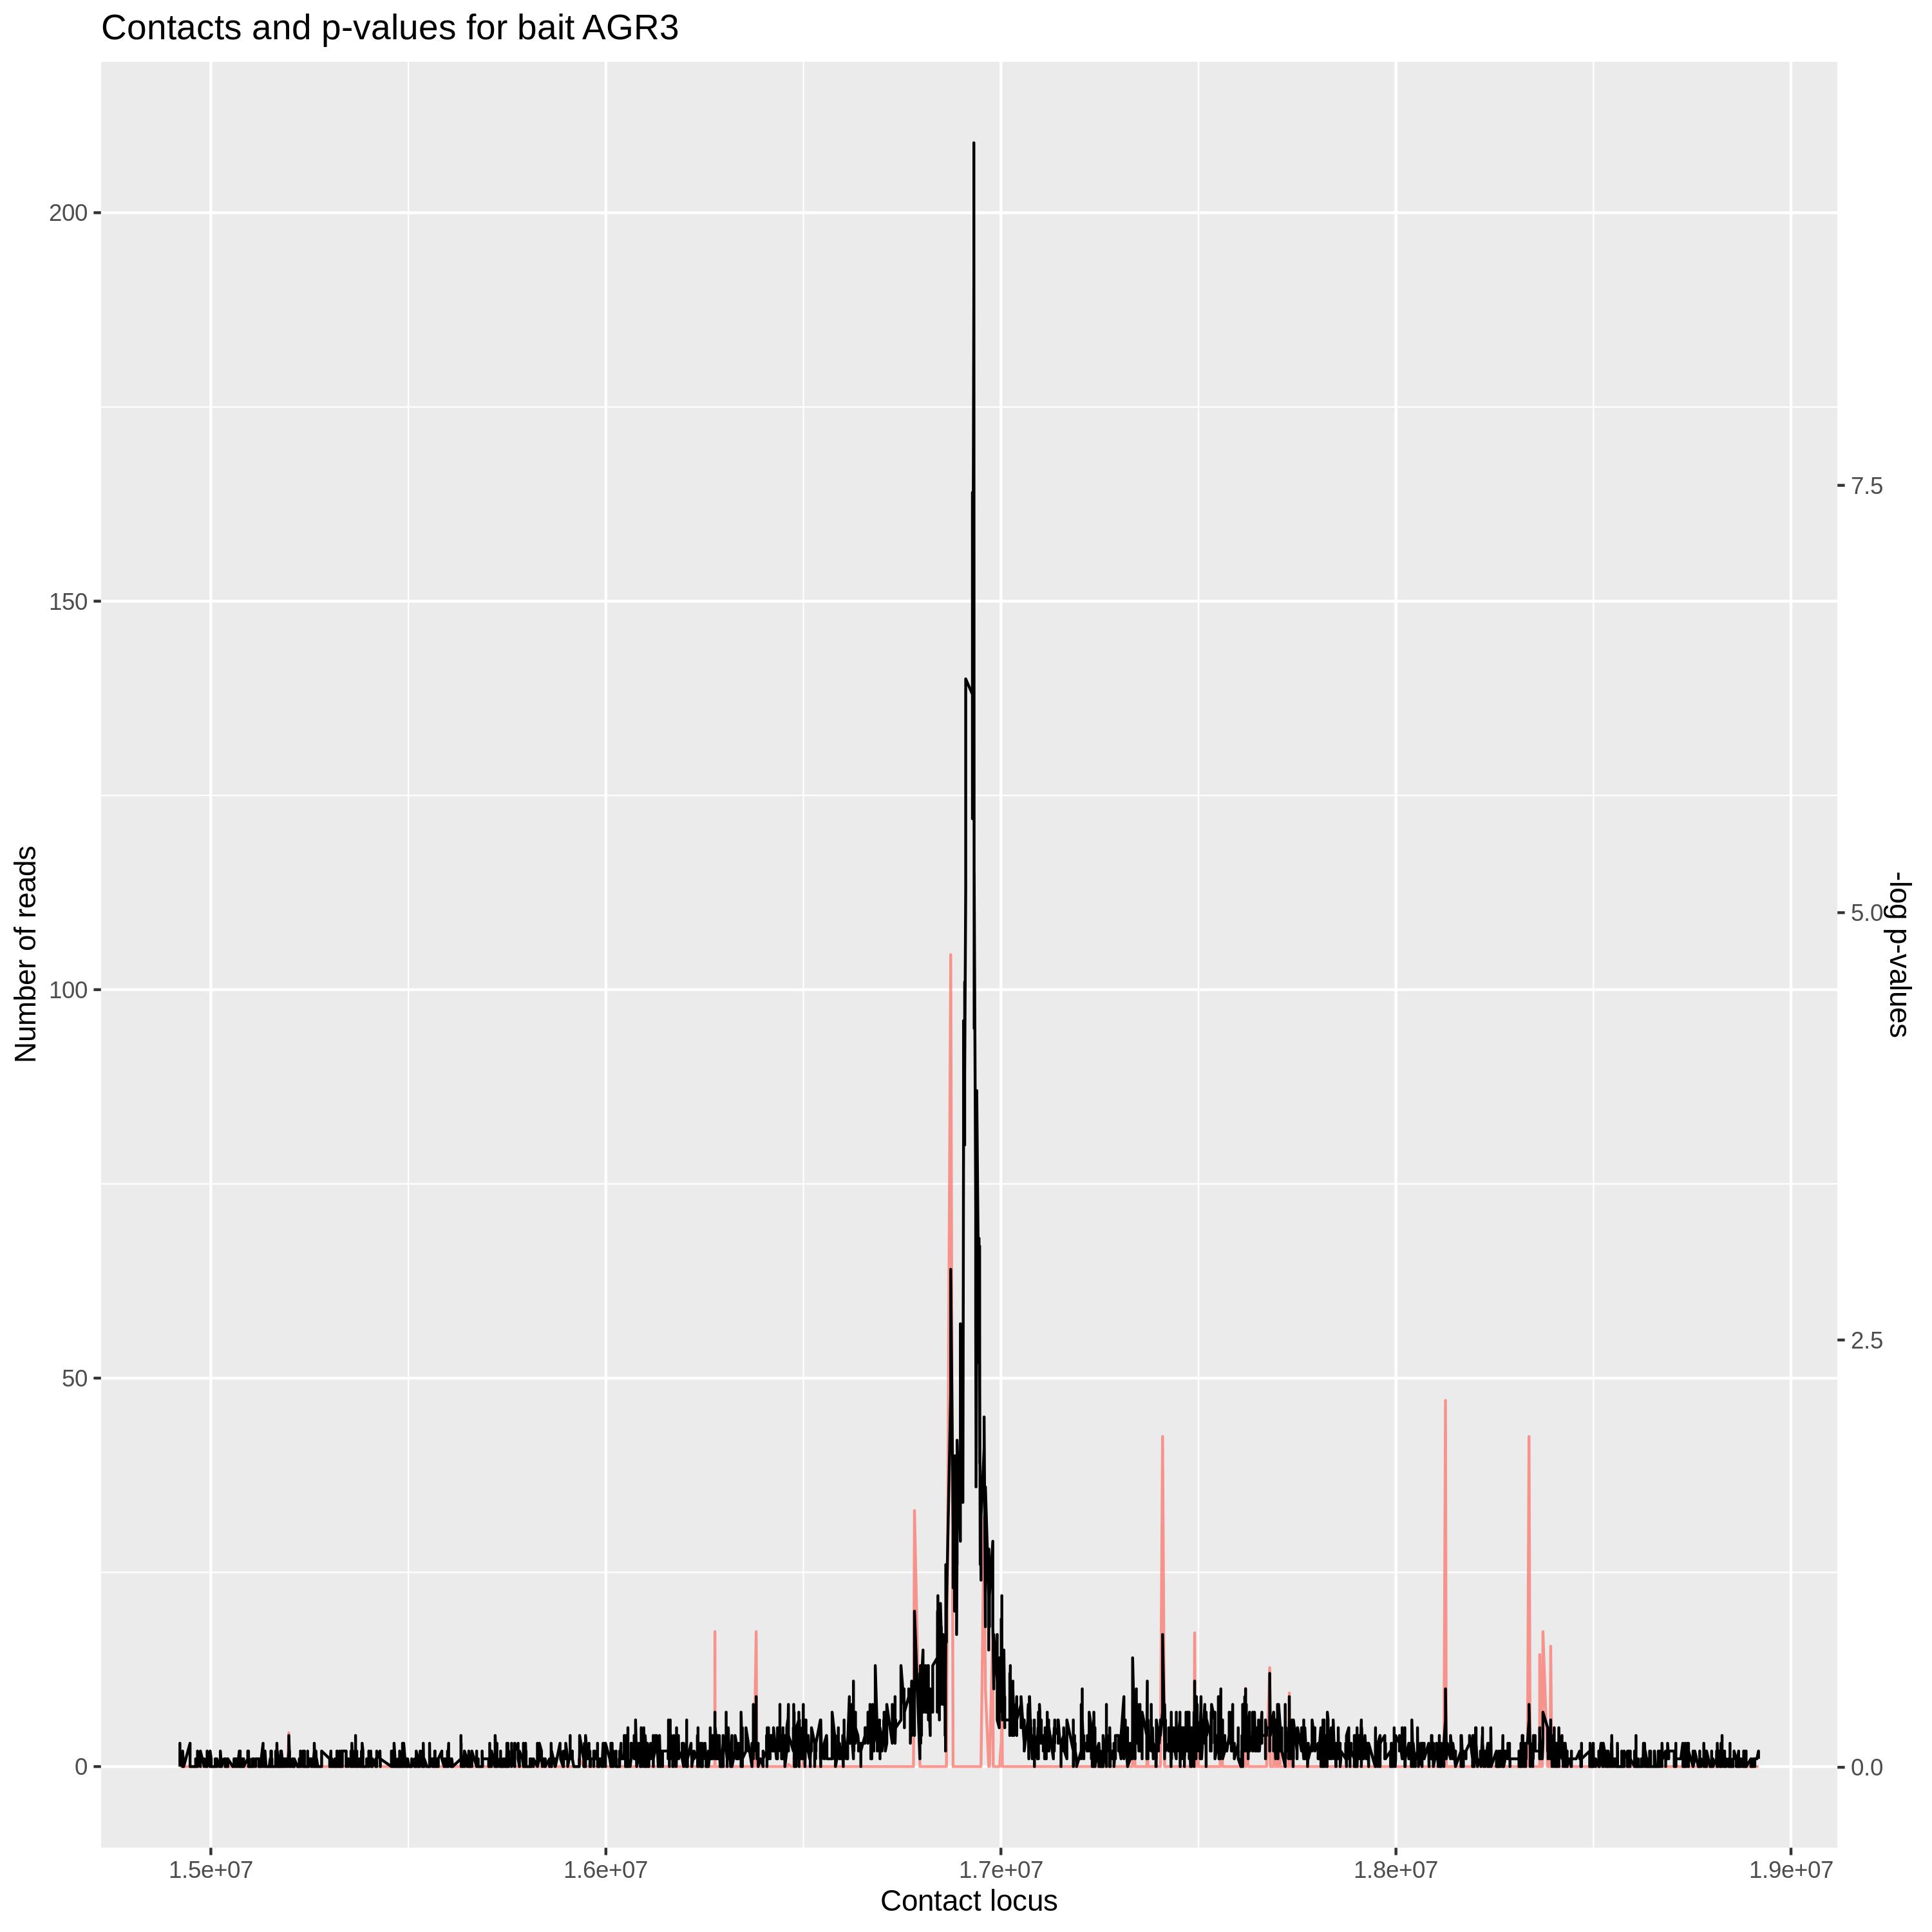 Contacts and p-values for bait AGR3
Number of reads
200
150
100
50
0
7.5
5.0
2.5
0.0
-log p-values
1.5e+07
1.6e+07
1.7e+07
1.8e+07
1.9e+07
Contact locus